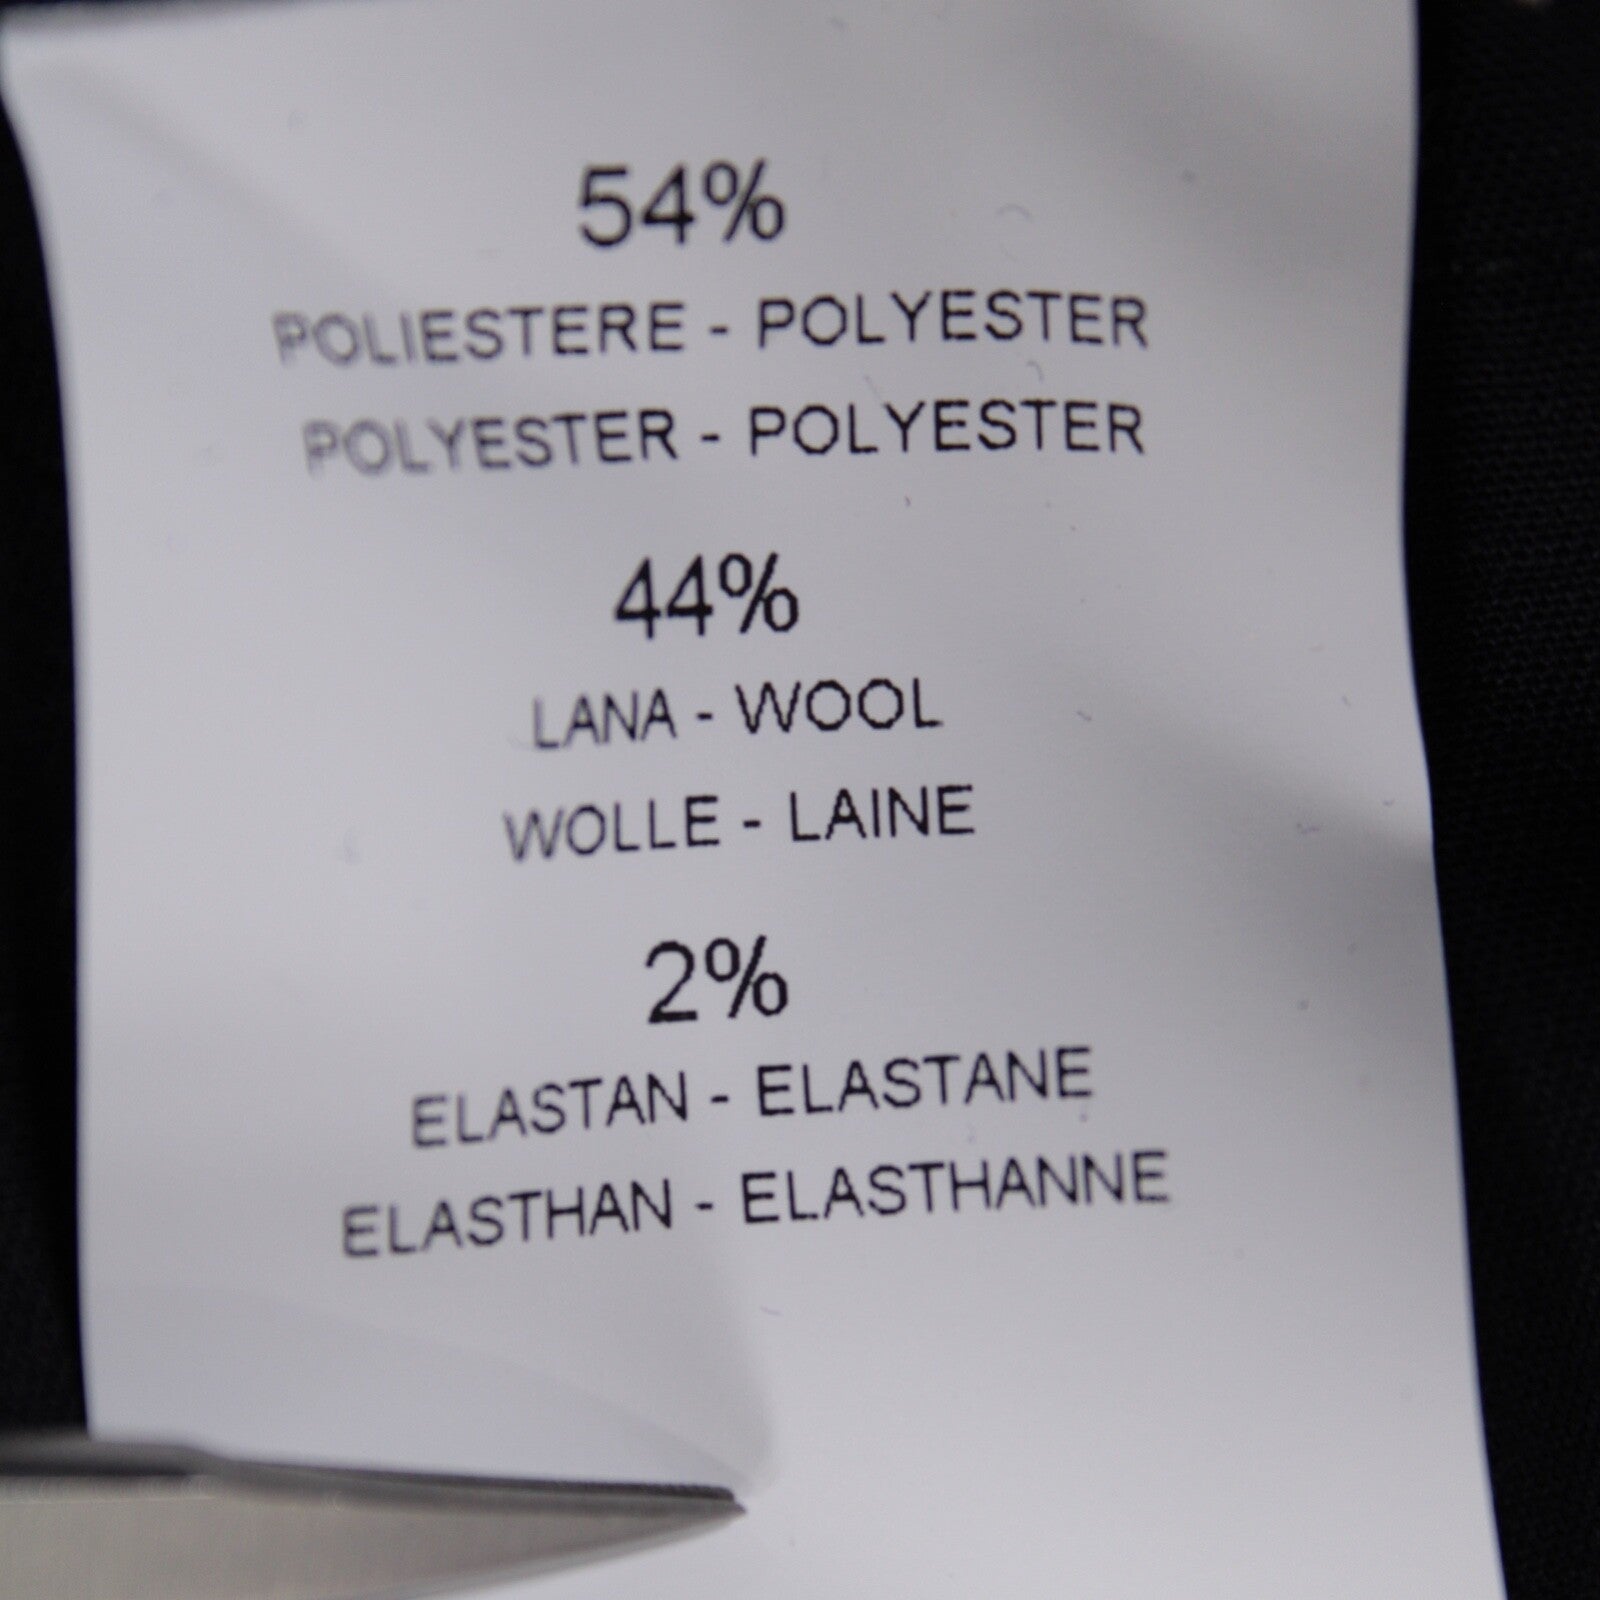 54%
POLIESTERE - POLYESTER
POLYESTER - POLYESTER
44%
LANA - WOOL
WOLLE - LAINE
2%
ELASTAN - ELASTANE
ELASTHAN - ELASTHANNE